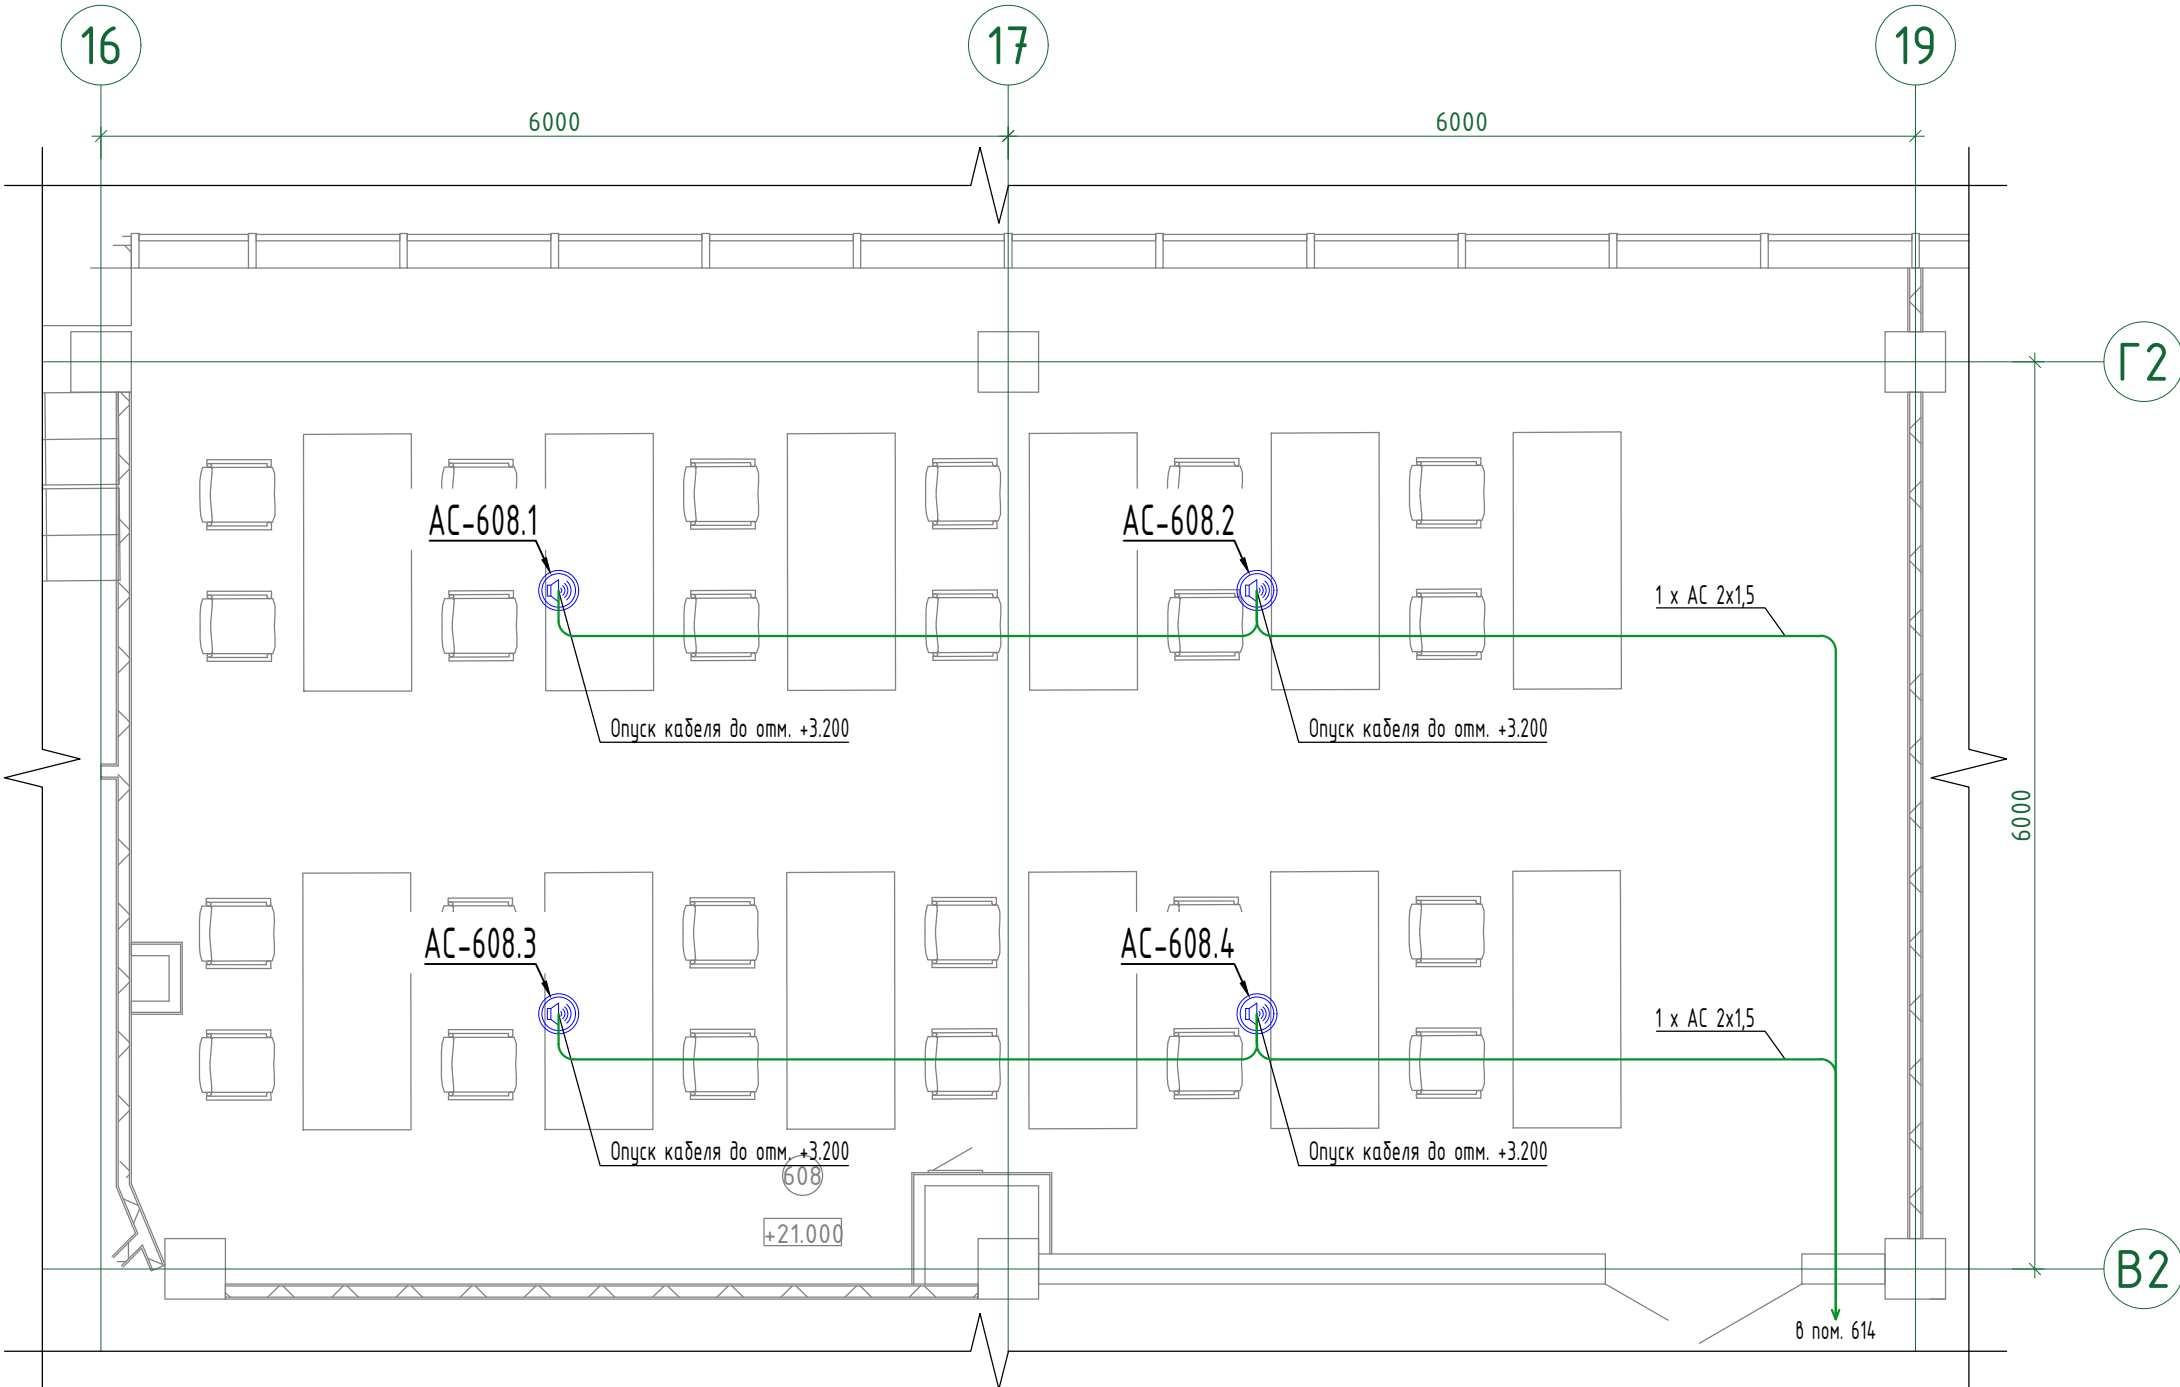 16
17
19
6000
6000
Г2
АС-608.1
АС-608.2
1 х АС 2х1,5
Опуск кабеля до отм. +3.200
Опуск кабеля до отм. +3.200
6000
АС-608.3
АС-608.4
1 х АС 2х1,5
Опуск кабеля до отм. +3.200
Опуск кабеля до отм. +3.200
608
+21.000
В2
в пом. 614